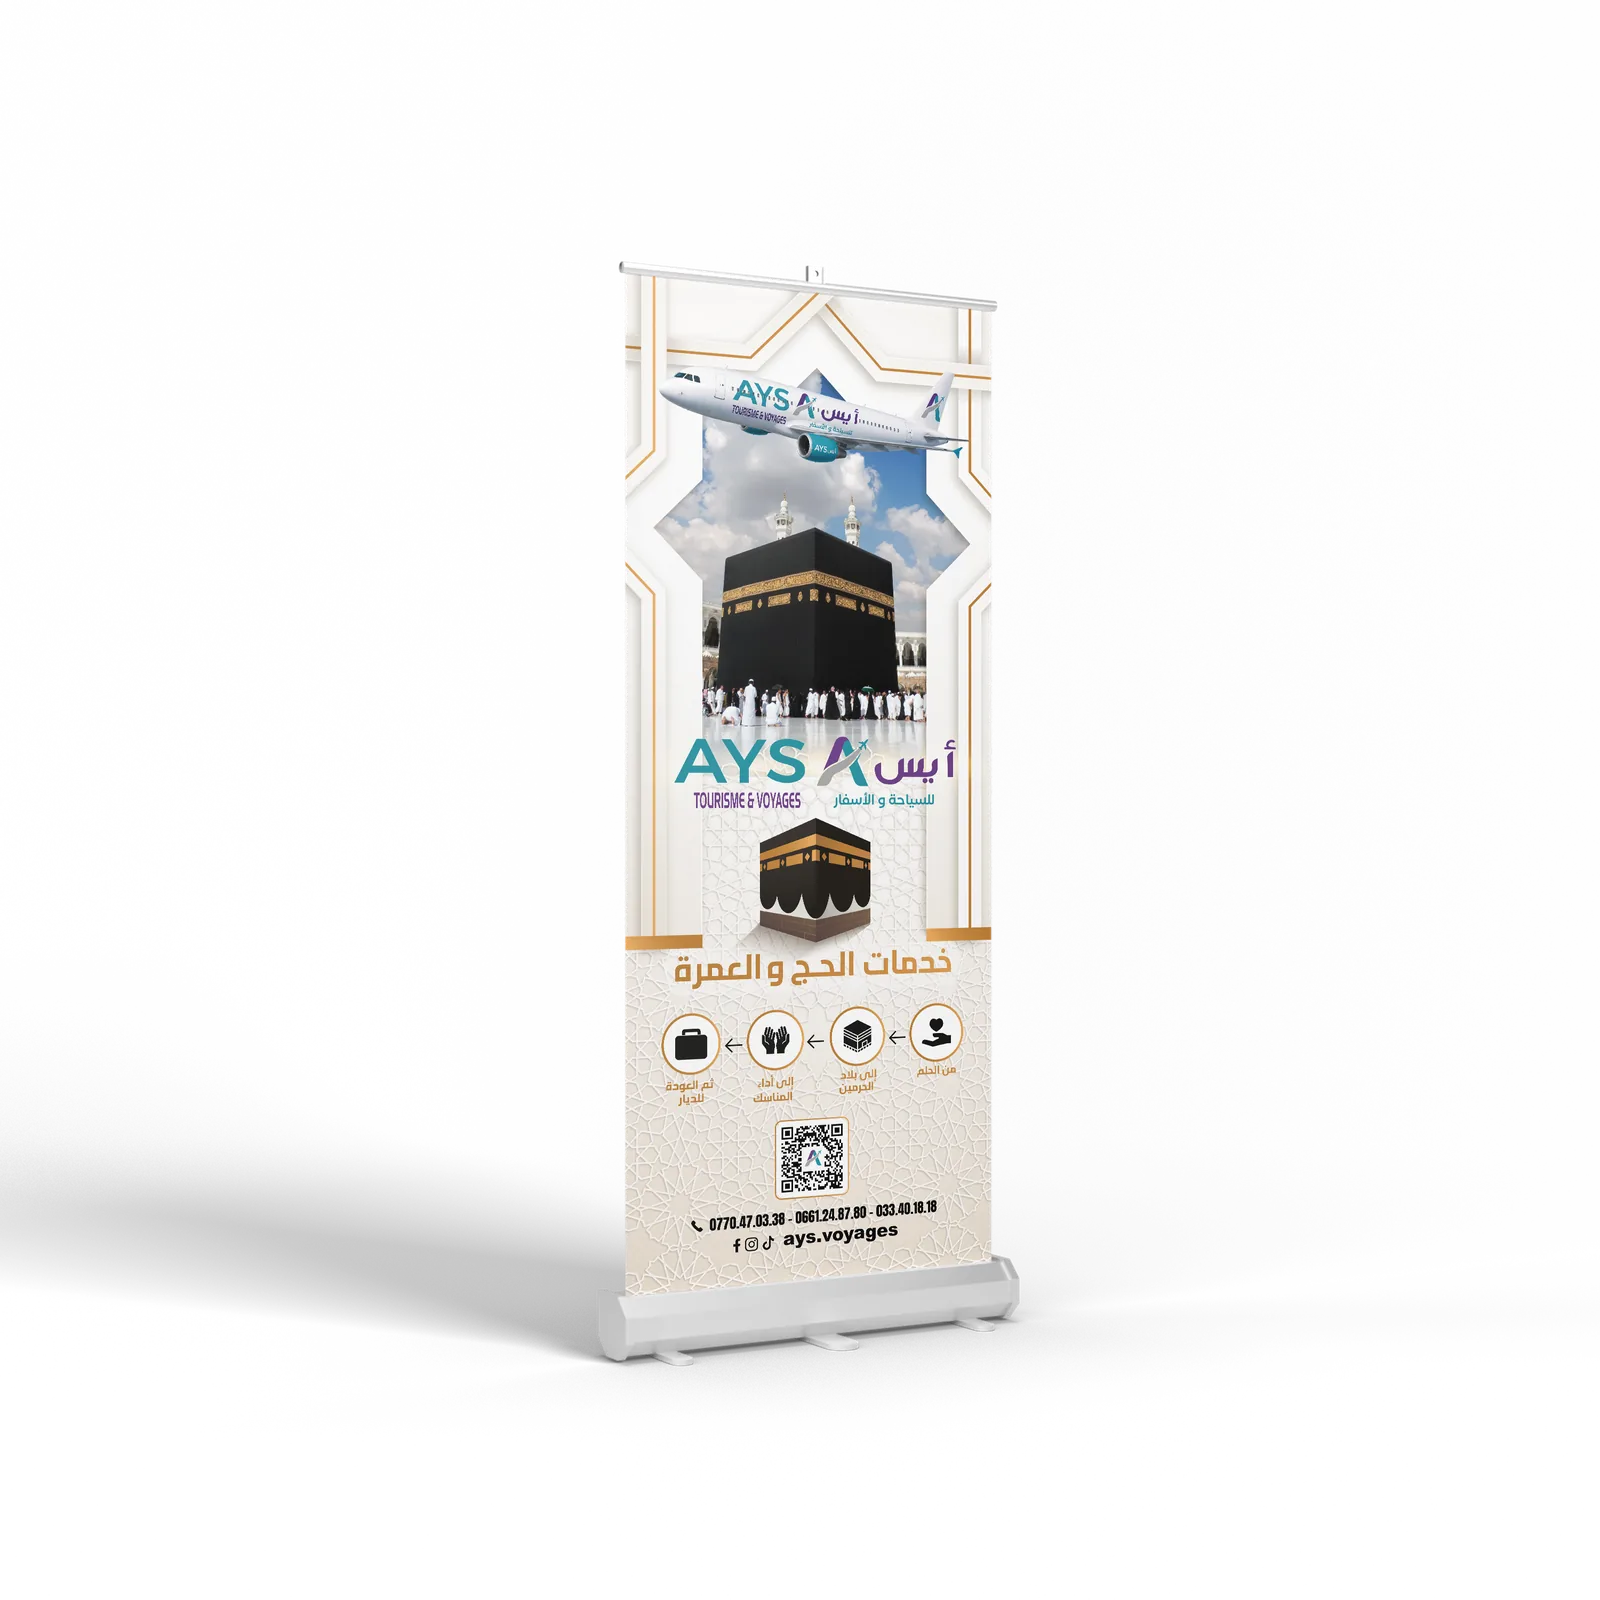 AYS أيس
TOURISME & VOYAGES للسياحة و الأسفار
AYS أيس
AYS أيس
TOURISME & VOYAGES للسياحة و الأسفار
خدمات الحج و العمرة
من الحلم
إلى بلاد الحرمين
إلى أداء المناسك
ثم العودة للديار
0770.47.03.38 - 0661.24.87.80 - 033.40.18.18
ays.voyages